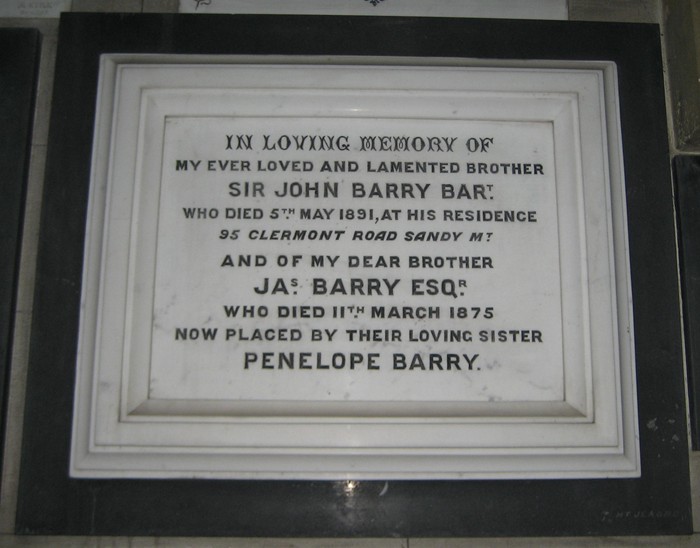 IN LOVING MEMORY OF
MY EVER LOVED AND LAMENTED BROTHER
SIR JOHN BARRY BART.
WHO DIED 5TH MAY 1891, AT HIS RESIDENCE
95 CLERMONT ROAD SANDY MT
AND OF MY DEAR BROTHER
JAS. BARRY ESQR.
WHO DIED 11TH MARCH 1875
NOW PLACED BY THEIR LOVING SISTER
PENELOPE BARRY.